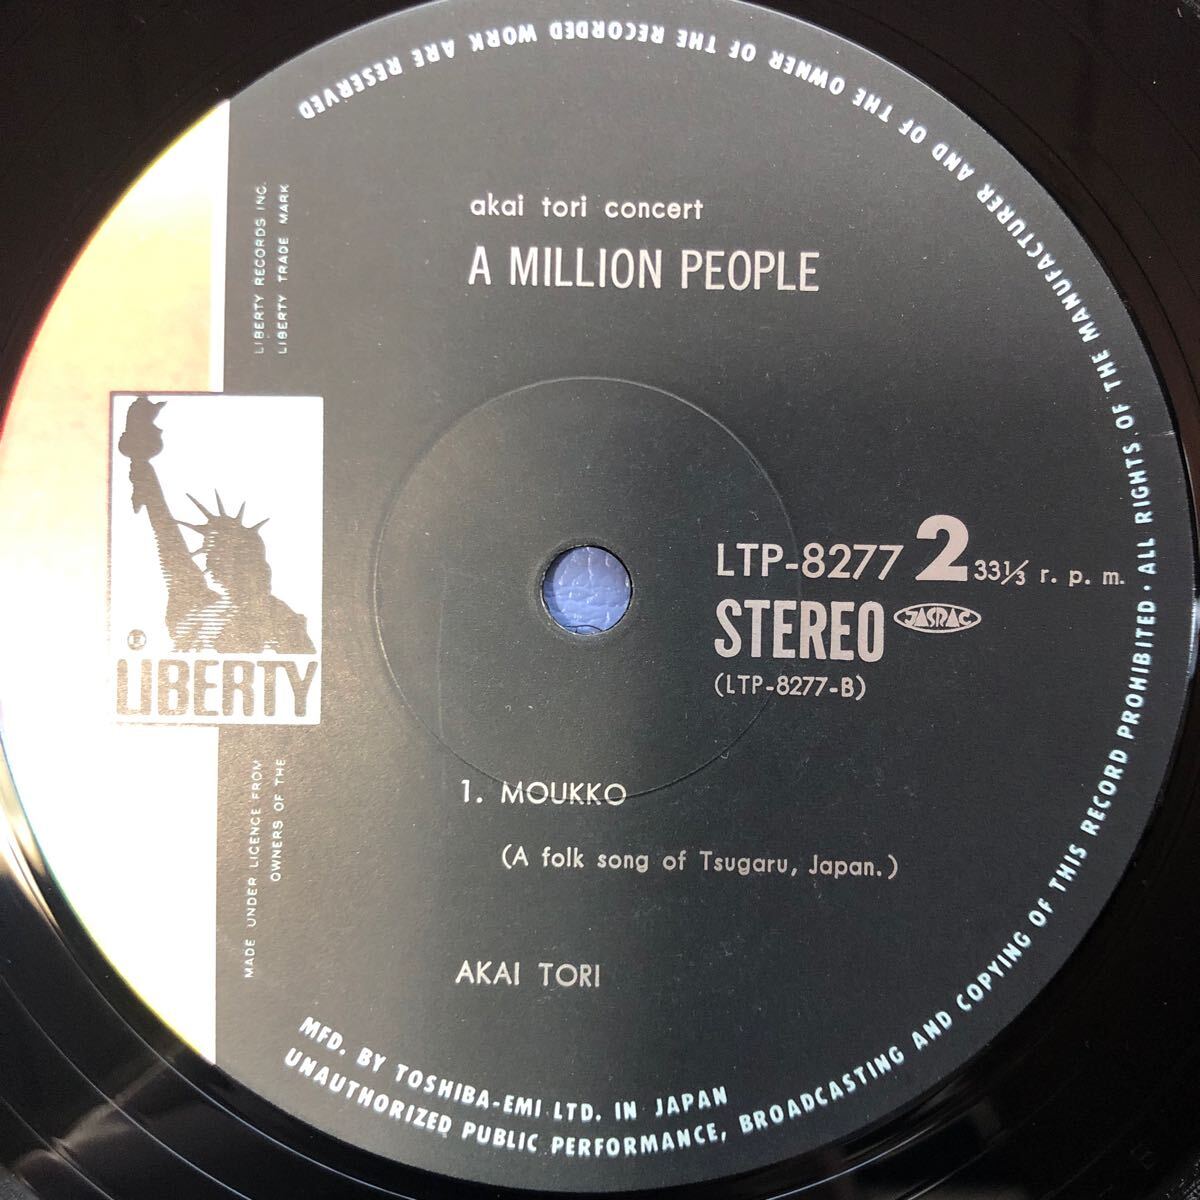 akai tori concert
A MILLION PEOPLE
LIBERTY RECORDS INC.
LIBERTY TRADE MARK
LIBERTY
LTP-8277 2 33⅓ r. p. m.
STEREO JASRAC
(LTP-8277-B)
MADE UNDER LICENCE FROM
OWNERS OF THE
1. MOUKKO
(A folk song of Tsugaru, Japan.)
AKAI TORI
MFD. BY TOSHIBA-EMI LTD. IN JAPAN
UNAUTHORIZED PUBLIC PERFORMANCE, BROADCASTING AND COPYING OF THIS RECORD PROHIBITED · ALL RIGHTS OF THE MANUFACTURER AND OF THE OWNER OF THE RECORDED WORK ARE RESERVED